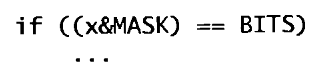 if ((x&MASK) == BITS)
...